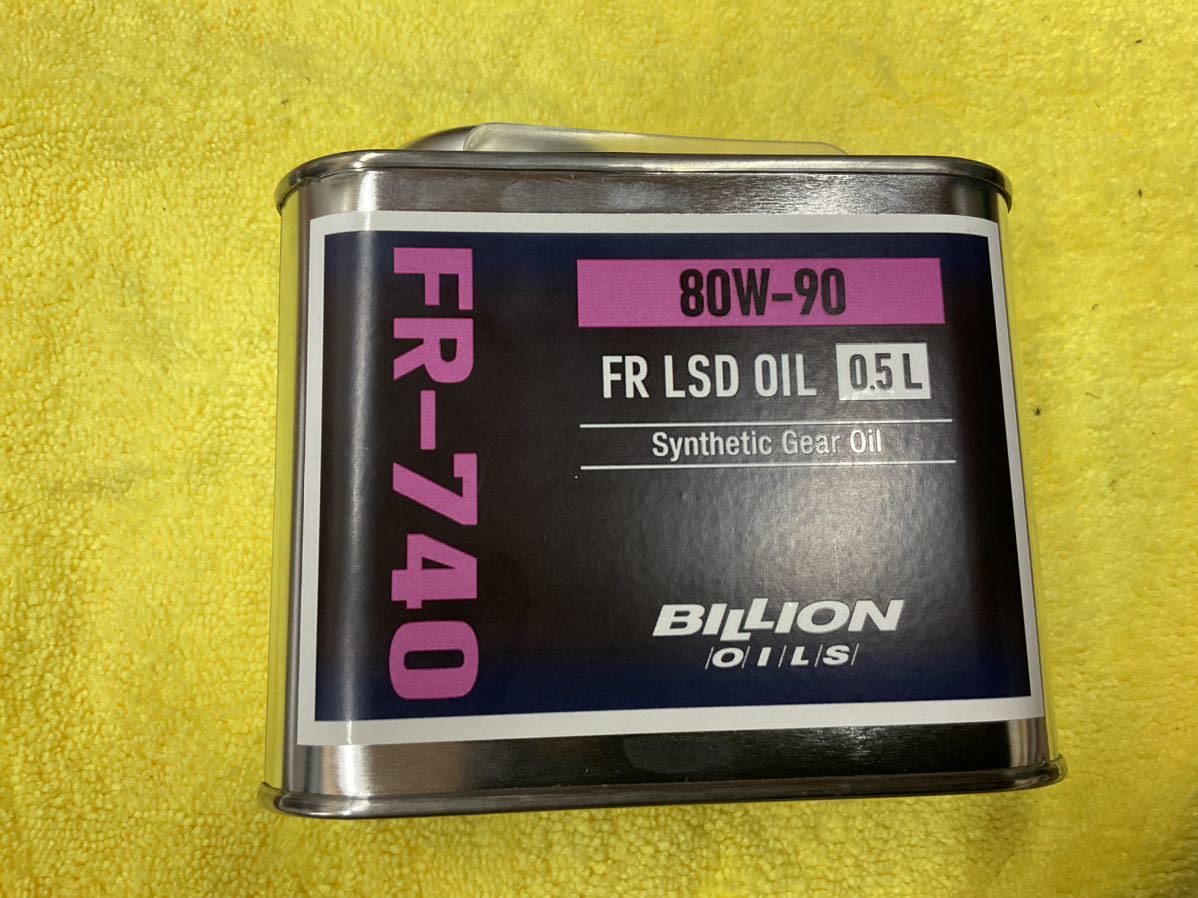 FR-740
80W-90
FR LSD OIL 0.5 L
Synthetic Gear Oil
BILLION
OILS